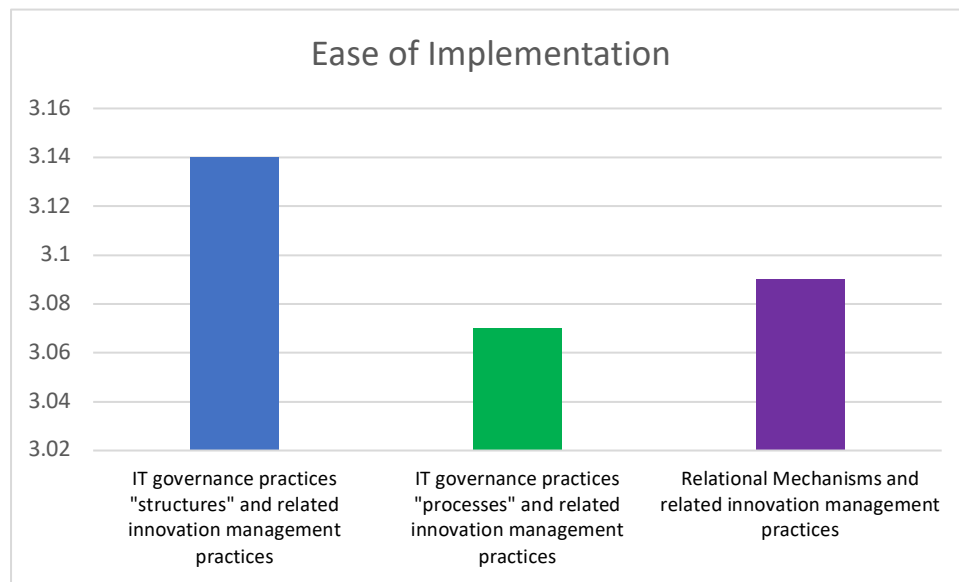 Ease of Implementation
3.16
3.14
3.12
3.1
3.08
3.06
3.04
3.02
IT governance practices
"structures" and related
innovation management
practices
IT governance practices
"processes" and related
innovation management
practices
Relational Mechanisms and
related innovation management
practices